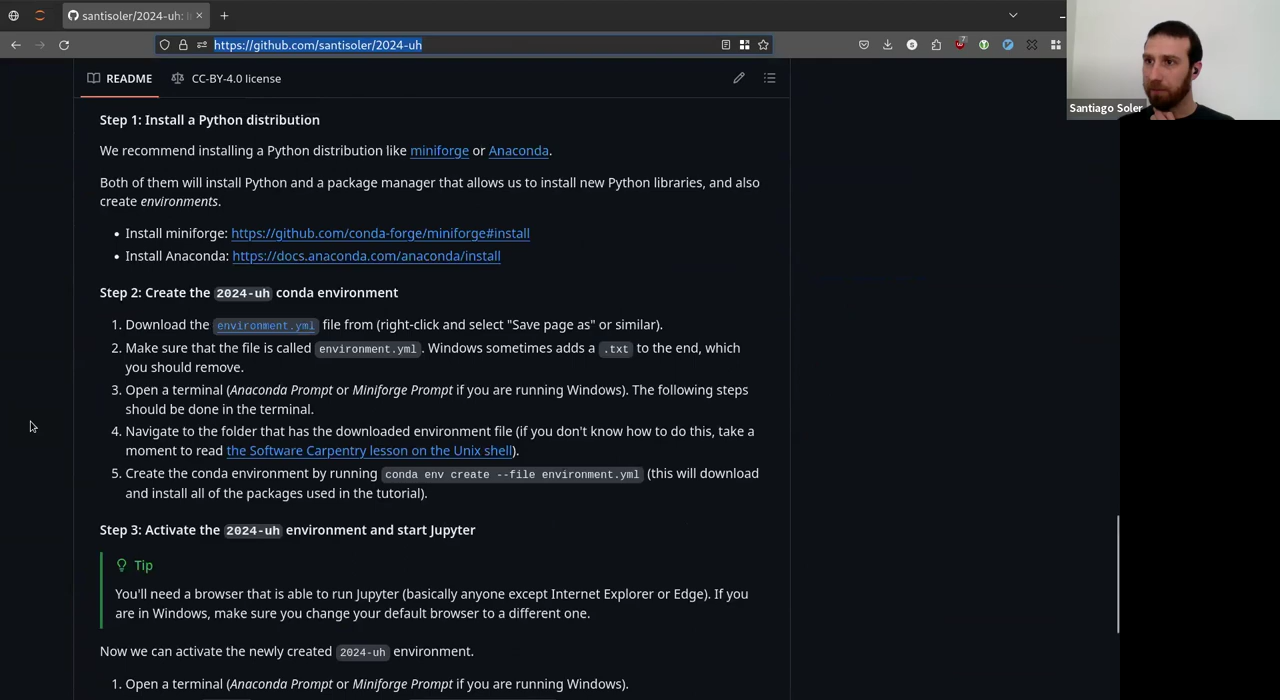 santisoler/2024-uh: I
https://github.com/santisoler/2024-uh
7
Santiago Soler
README
CC-BY-4.0 license
Step 1: Install a Python distribution
We recommend installing a Python distribution like miniforge or Anaconda.
Both of them will install Python and a package manager that allows us to install new Python libraries, and also
create environments.
• Install miniforge: https://github.com/conda-forge/miniforge#install
• Install Anaconda: https://docs.anaconda.com/anaconda/install
Step 2: Create the 2024-uh conda environment
1. Download the environment.yml file from (right-click and select "Save page as" or similar).
2. Make sure that the file is called environment.yml. Windows sometimes adds a .txt to the end, which
you should remove.
3. Open a terminal (Anaconda Prompt or Miniforge Prompt if you are running Windows). The following steps
should be done in the terminal.
4. Navigate to the folder that has the downloaded environment file (if you don't know how to do this, take a
moment to read the Software Carpentry lesson on the Unix shell).
5. Create the conda environment by running conda env create --file environment.yml (this will download
and install all of the packages used in the tutorial).
Step 3: Activate the 2024-uh environment and start Jupyter
Tip
You'll need a browser that is able to run Jupyter (basically anyone except Internet Explorer or Edge). If you
are in Windows, make sure you change your default browser to a different one.
Now we can activate the newly created 2024-uh environment.
1. Open a terminal (Anaconda Prompt or Miniforge Prompt if you are running Windows).